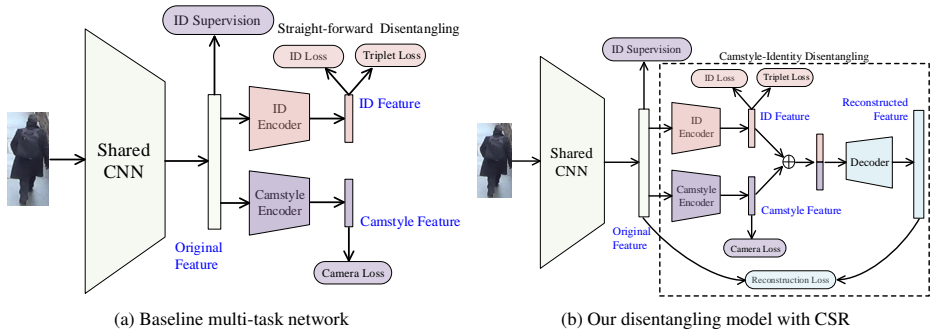 ID Supervision
Straight-forward Disentangling
ID Loss
Triplet Loss
ID
Encoder
ID Feature
Shared
CNN
Camstyle
Encoder
Camstyle Feature
Original
Feature
Camera Loss
(a) Baseline multi-task network
ID Supervision
Camstyle-Identity Disentangling
ID Loss
Triplet Loss
Reconstructed
Feature
ID
Encoder
ID Feature
Shared
CNN
Decoder
Camstyle
Encoder
Camstyle Feature
Original
Feature
Camera Loss
Reconstruction Loss
(b) Our disentangling model with CSR